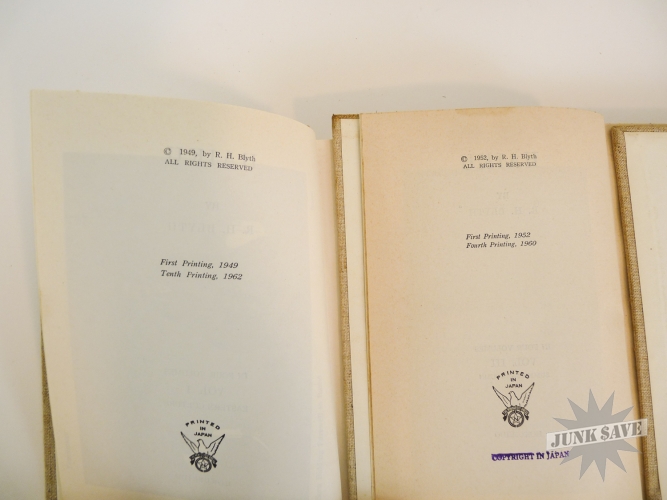 © 1949, by R. H. Blyth
ALL RIGHTS RESERVED
First Printing, 1949
Tenth Printing, 1962
PRINTED
IN
JAPAN
© 1952, by R. H. Blyth
ALL RIGHTS RESERVED
First Printing, 1952
Fourth Printing, 1960
PRINTED
IN
JAPAN
COPYRIGHT IN JAPAN
JUNK SAVE